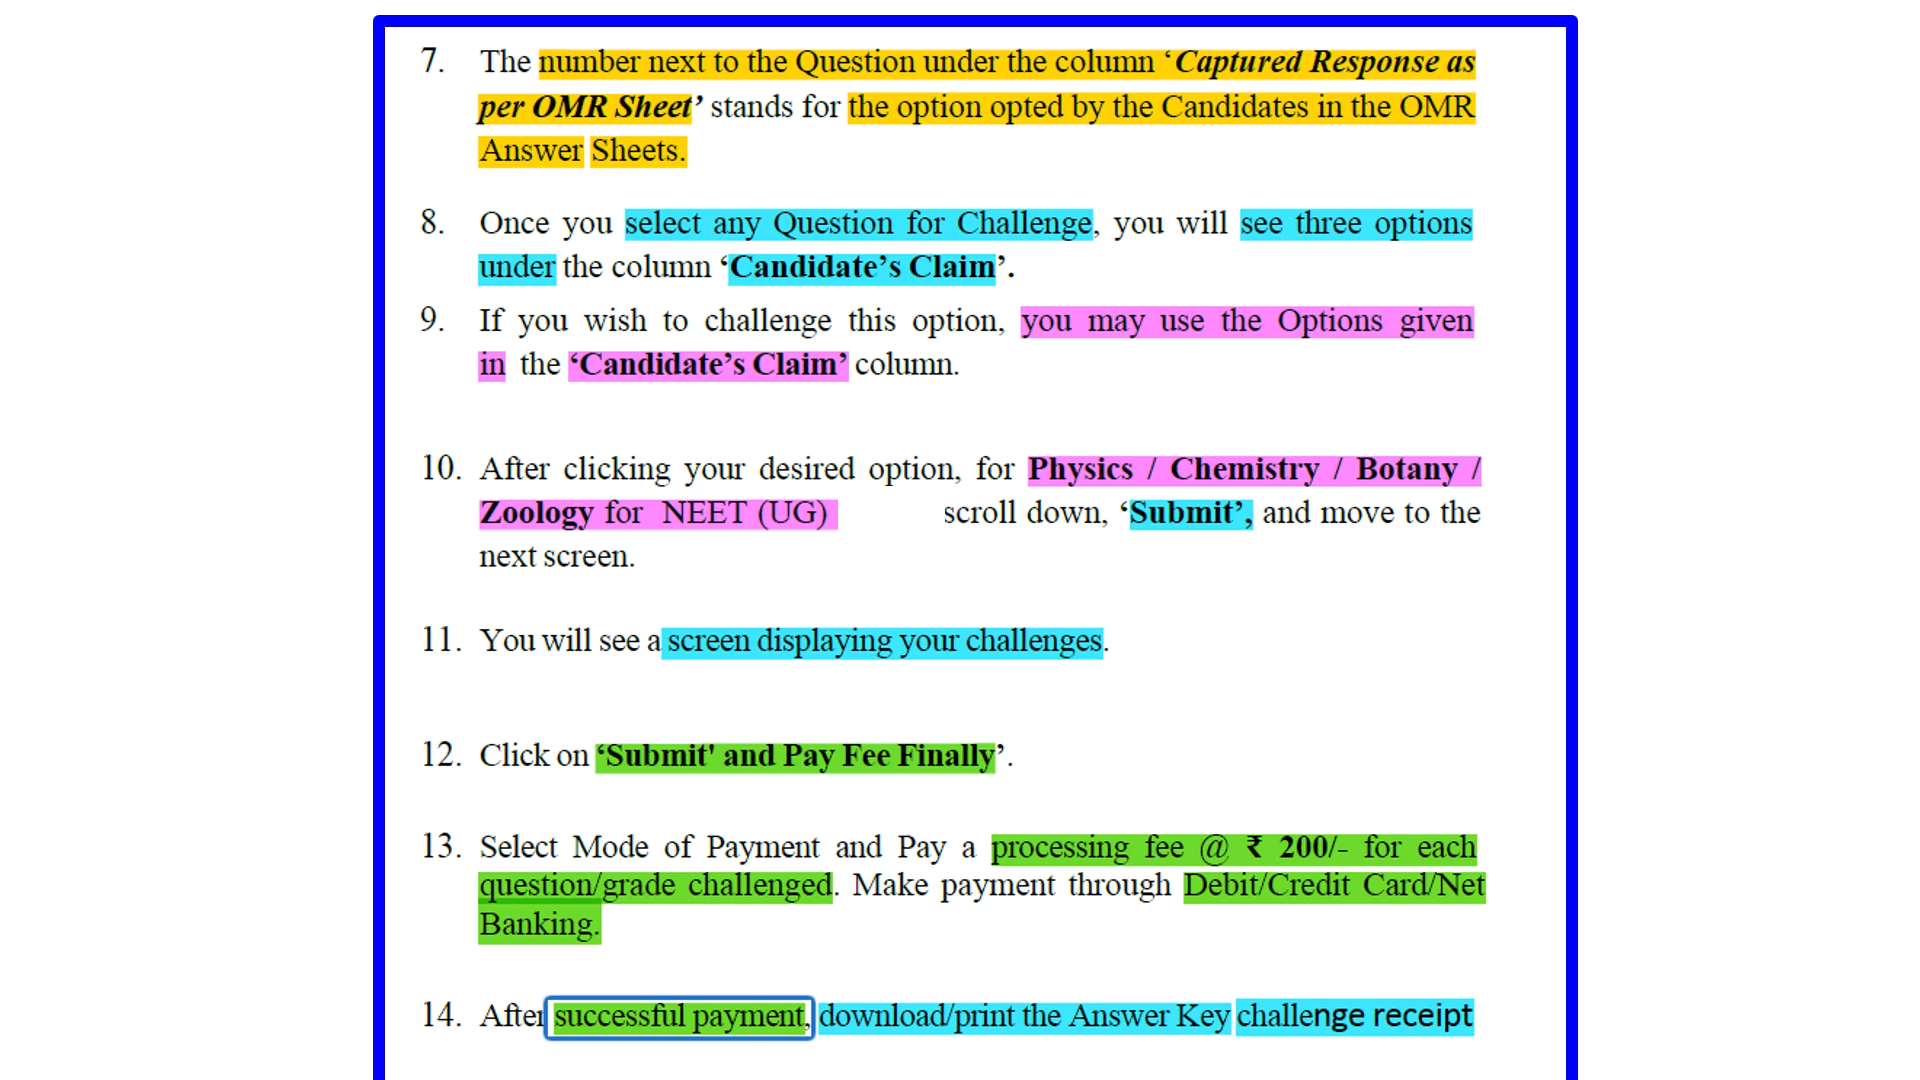 7. The number next to the Question under the column ‘Captured Response as
per OMR Sheet’ stands for the option opted by the Candidates in the OMR
Answer Sheets.
8. Once you select any Question for Challenge, you will see three options
under the column ‘Candidate’s Claim’.
9. If you wish to challenge this option, you may use the Options given
in the ‘Candidate’s Claim’ column.
10. After clicking your desired option, for Physics / Chemistry / Botany /
Zoology for NEET (UG) scroll down, ‘Submit’, and move to the
next screen.
11. You will see a screen displaying your challenges.
12. Click on ‘Submit' and Pay Fee Finally’.
13. Select Mode of Payment and Pay a processing fee @ ₹ 200/- for each
question/grade challenged. Make payment through Debit/Credit Card/Net
Banking.
14. After successful payment, download/print the Answer Key challenge receipt